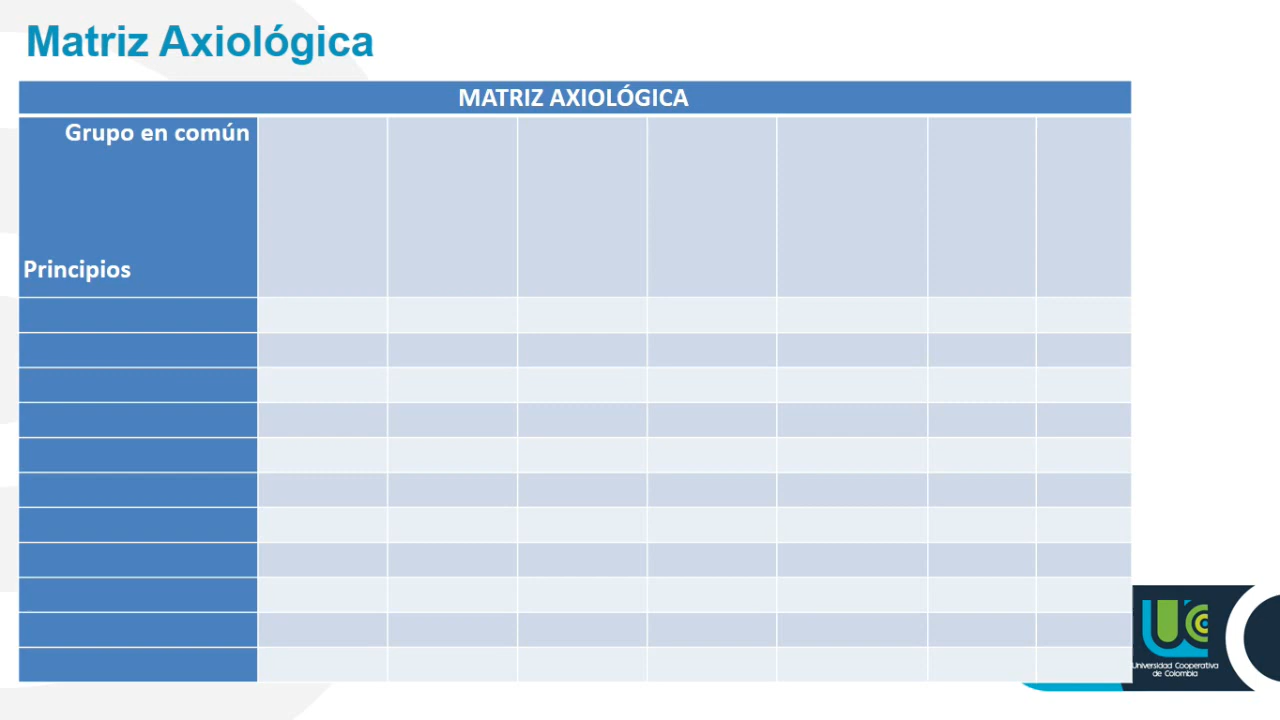 Matriz Axiológica
MATRIZ AXIOLÓGICA
Grupo en común
Principios
Universidad Cooperativa
de Colombia